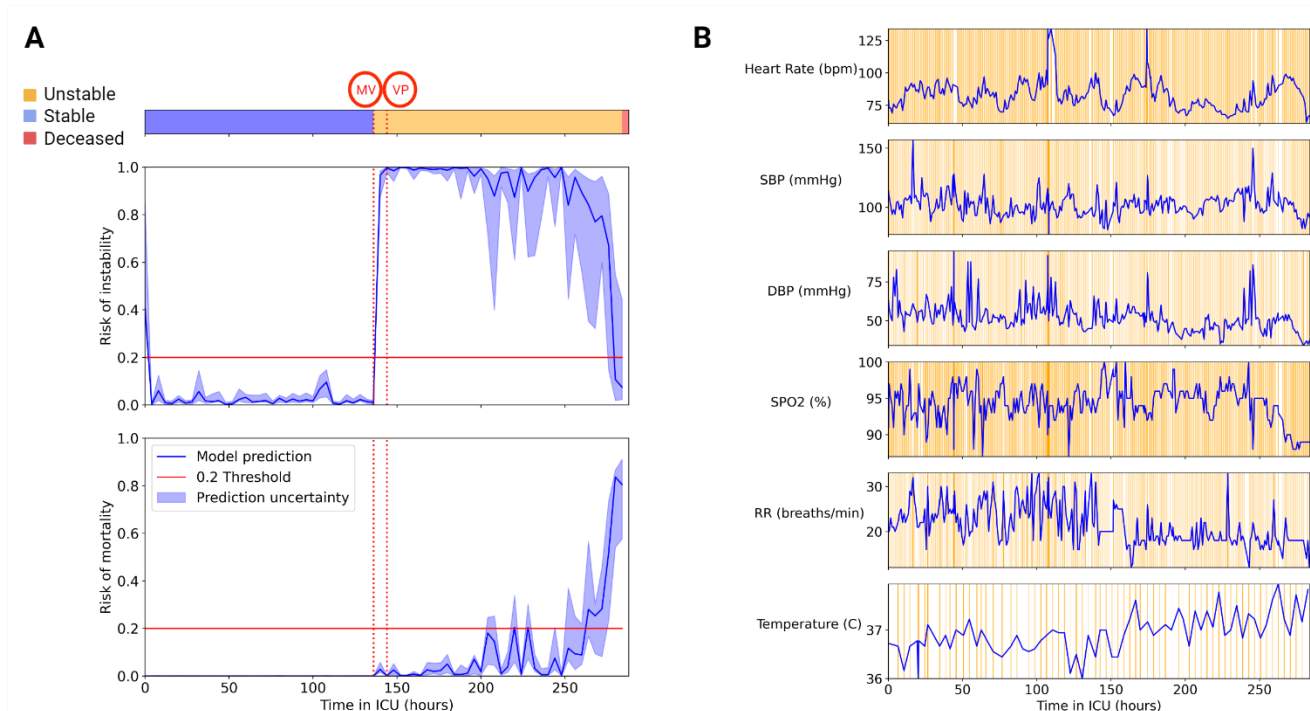 A
MV
VP
Unstable
Stable
Deceased
1.0
0.8
0.6
0.4
0.2
0.0
Risk of instability
1.0
0.8
0.6
0.4
0.2
0.0
Risk of mortality
Model prediction
0.2 Threshold
Prediction uncertainty
0
50
100
150
200
250
Time in ICU (hours)
B
Heart Rate (bpm)
125
100
75
SBP (mmHg)
150
100
DBP (mmHg)
75
50
SPO2 (%)
100
95
90
RR (breaths/min)
30
20
Temperature (C)
37
36
0
50
100
150
200
250
Time in ICU (hours)